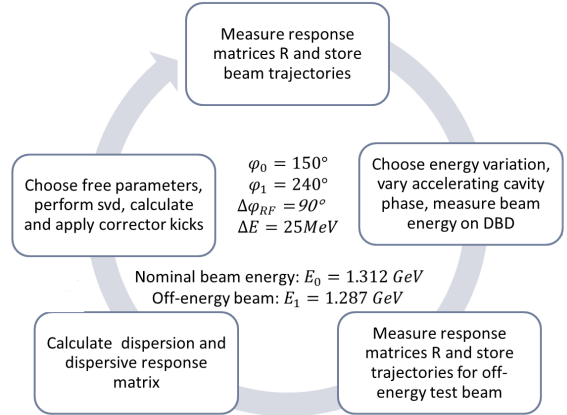 Measure response
matrices R and store
beam trajectories
Choose energy variation,
vary accelerating cavity
phase, measure beam
energy on DBD
Measure response
matrices R and store
trajectories for off-
energy test beam
Calculate  dispersion and
dispersive response
matrix
Choose free parameters,
perform svd, calculate
and apply corrector kicks
φ₀ = 150°
φ₁ = 240°
Δφ_RF = 90°
ΔE = 25MeV
Nominal beam energy: E₀ = 1.312 GeV
Off-energy beam: E₁ = 1.287 GeV